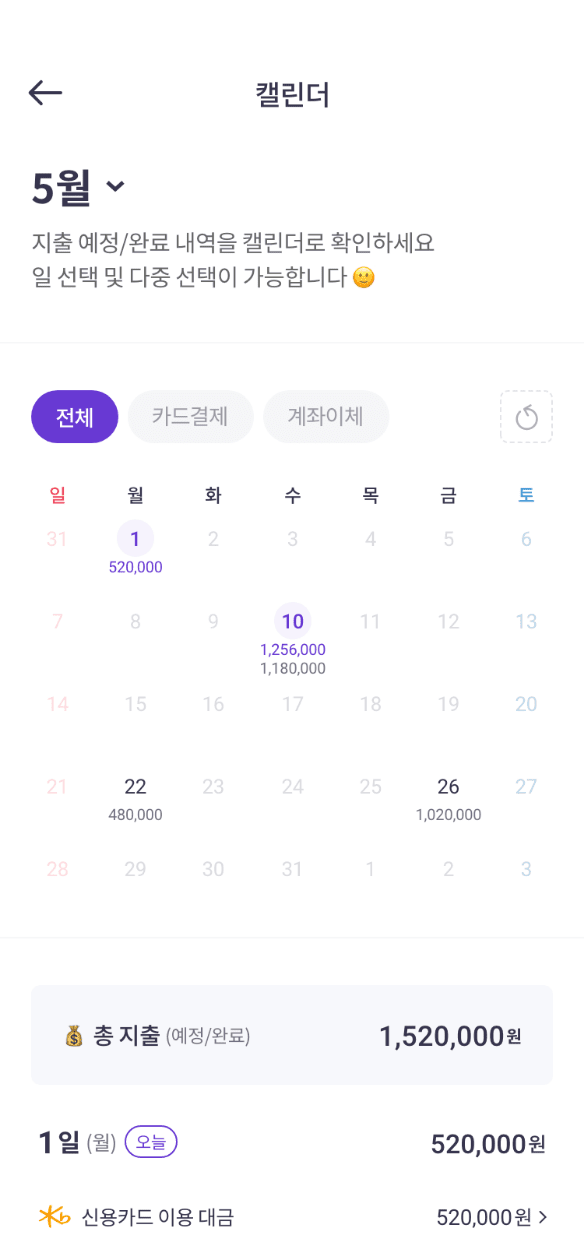 캘린더
5월
지출 예정/완료 내역을 캘린더로 확인하세요
일 선택 및 다중 선택이 가능합니다 🙂
전체 카드결제 계좌이체
일 월 화 수 목 금 토
31 1 2 3 4 5 6
520,000
7 8 9 10 11 12 13
1,256,000
1,180,000
14 15 16 17 18 19 20
21 22 23 24 25 26 27
480,000 1,020,000
28 29 30 31 1 2 3
💰 총 지출 (예정/완료) 1,520,000원
1일 (월) 오늘 520,000원
신용카드 이용 대금 520,000원